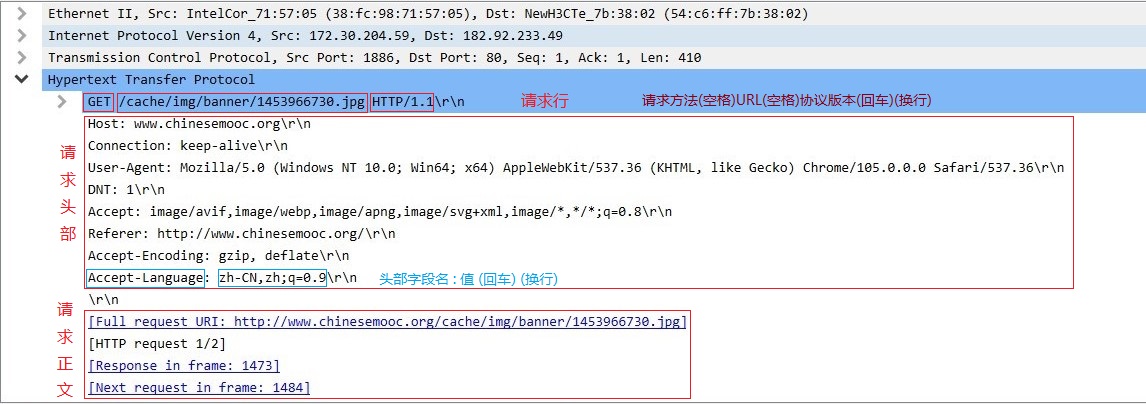 Ethernet II, Src: IntelCor_71:57:05 (38:fc:98:71:57:05), Dst: NewH3CTe_7b:38:02 (54:c6:ff:7b:38:02)
Internet Protocol Version 4, Src: 172.30.204.59, Dst: 182.92.233.49
Transmission Control Protocol, Src Port: 1886, Dst Port: 80, Seq: 1, Ack: 1, Len: 410
Hypertext Transfer Protocol
GET /cache/img/banner/1453966730.jpg HTTP/1.1\r\n 请求行 请求方法(空格)URL(空格)协议版本(回车)(换行)
请求头部
Host: www.chinesemooc.org\r\n
Connection: keep-alive\r\n
User-Agent: Mozilla/5.0 (Windows NT 10.0; Win64; x64) AppleWebKit/537.36 (KHTML, like Gecko) Chrome/105.0.0.0 Safari/537.36\r\n
DNT: 1\r\n
Accept: image/avif,image/webp,image/apng,image/svg+xml,image/*,*/*;q=0.8\r\n
Referer: http://www.chinesemooc.org/\r\n
Accept-Encoding: gzip, deflate\r\n
Accept-Language: zh-CN,zh;q=0.9\r\n 头部字段名 : 值 (回车) (换行)
\r\n
请求正文
[Full request URI: http://www.chinesemooc.org/cache/img/banner/1453966730.jpg]
[HTTP request 1/2]
[Response in frame: 1473]
[Next request in frame: 1484]